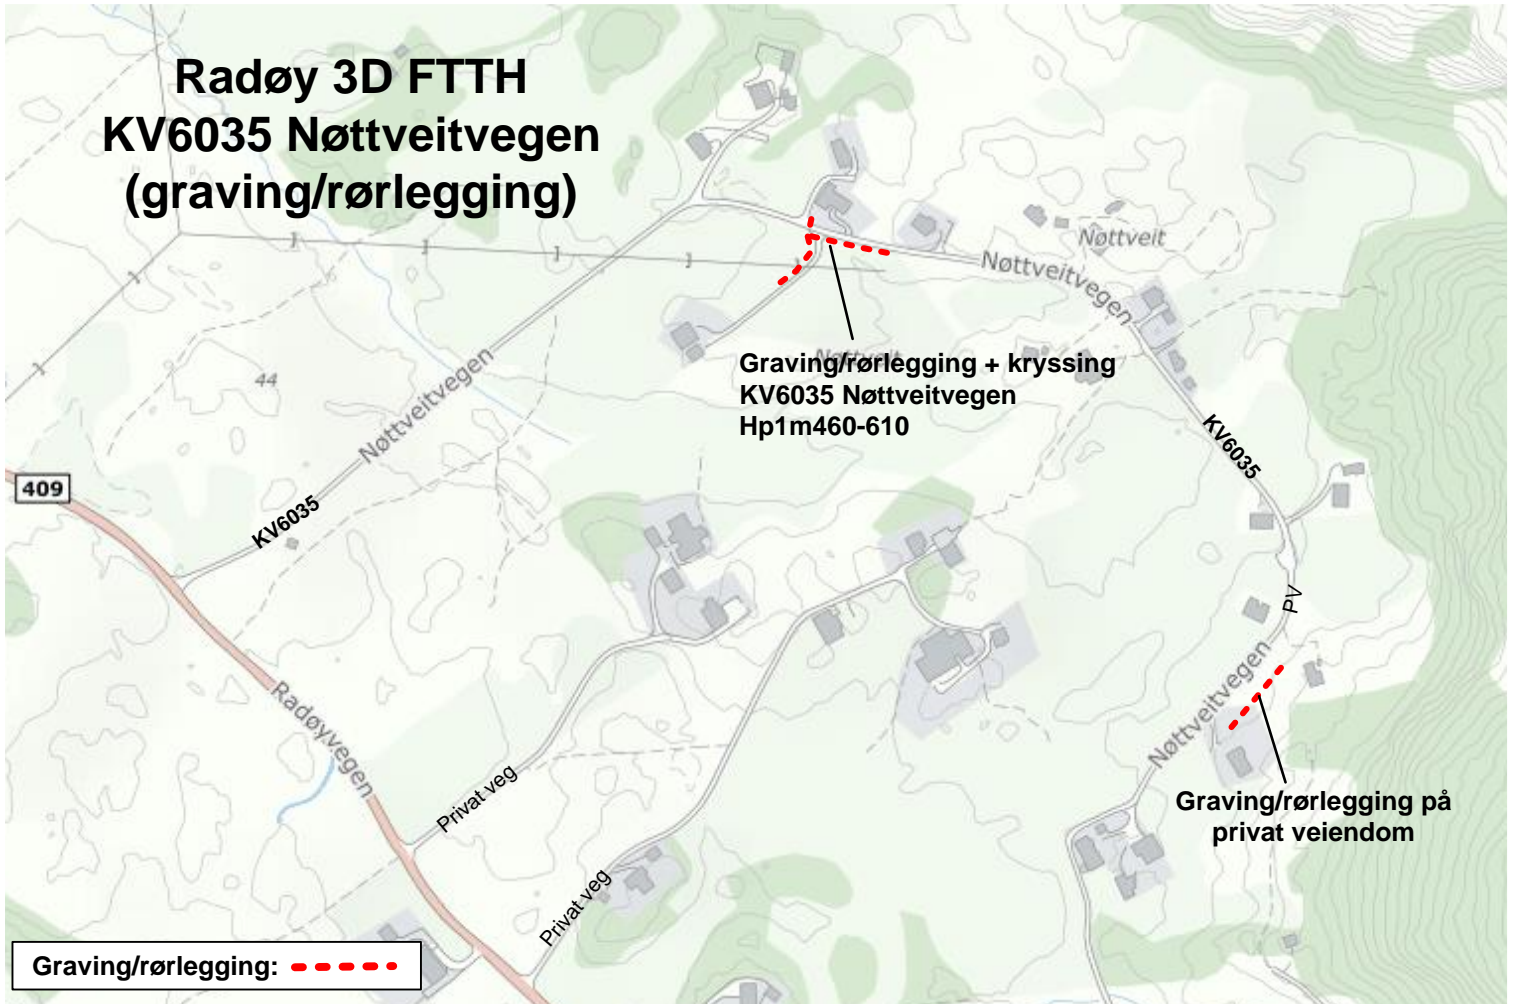 Radøy 3D FTTH
KV6035 Nøttveitvegen
(graving/rørlegging)
Nøttveit
Nøttveitvegen
Nøttveit
Graving/rørlegging + kryssing
KV6035 Nøttveitvegen
Hp1m460-610
44
Nøttveitvegen
KV6035
409
KV6035
PV
Radøyvegen
Nøttveitvegen
Privat veg
Graving/rørlegging på
privat veiendom
Privat veg
Graving/rørlegging: